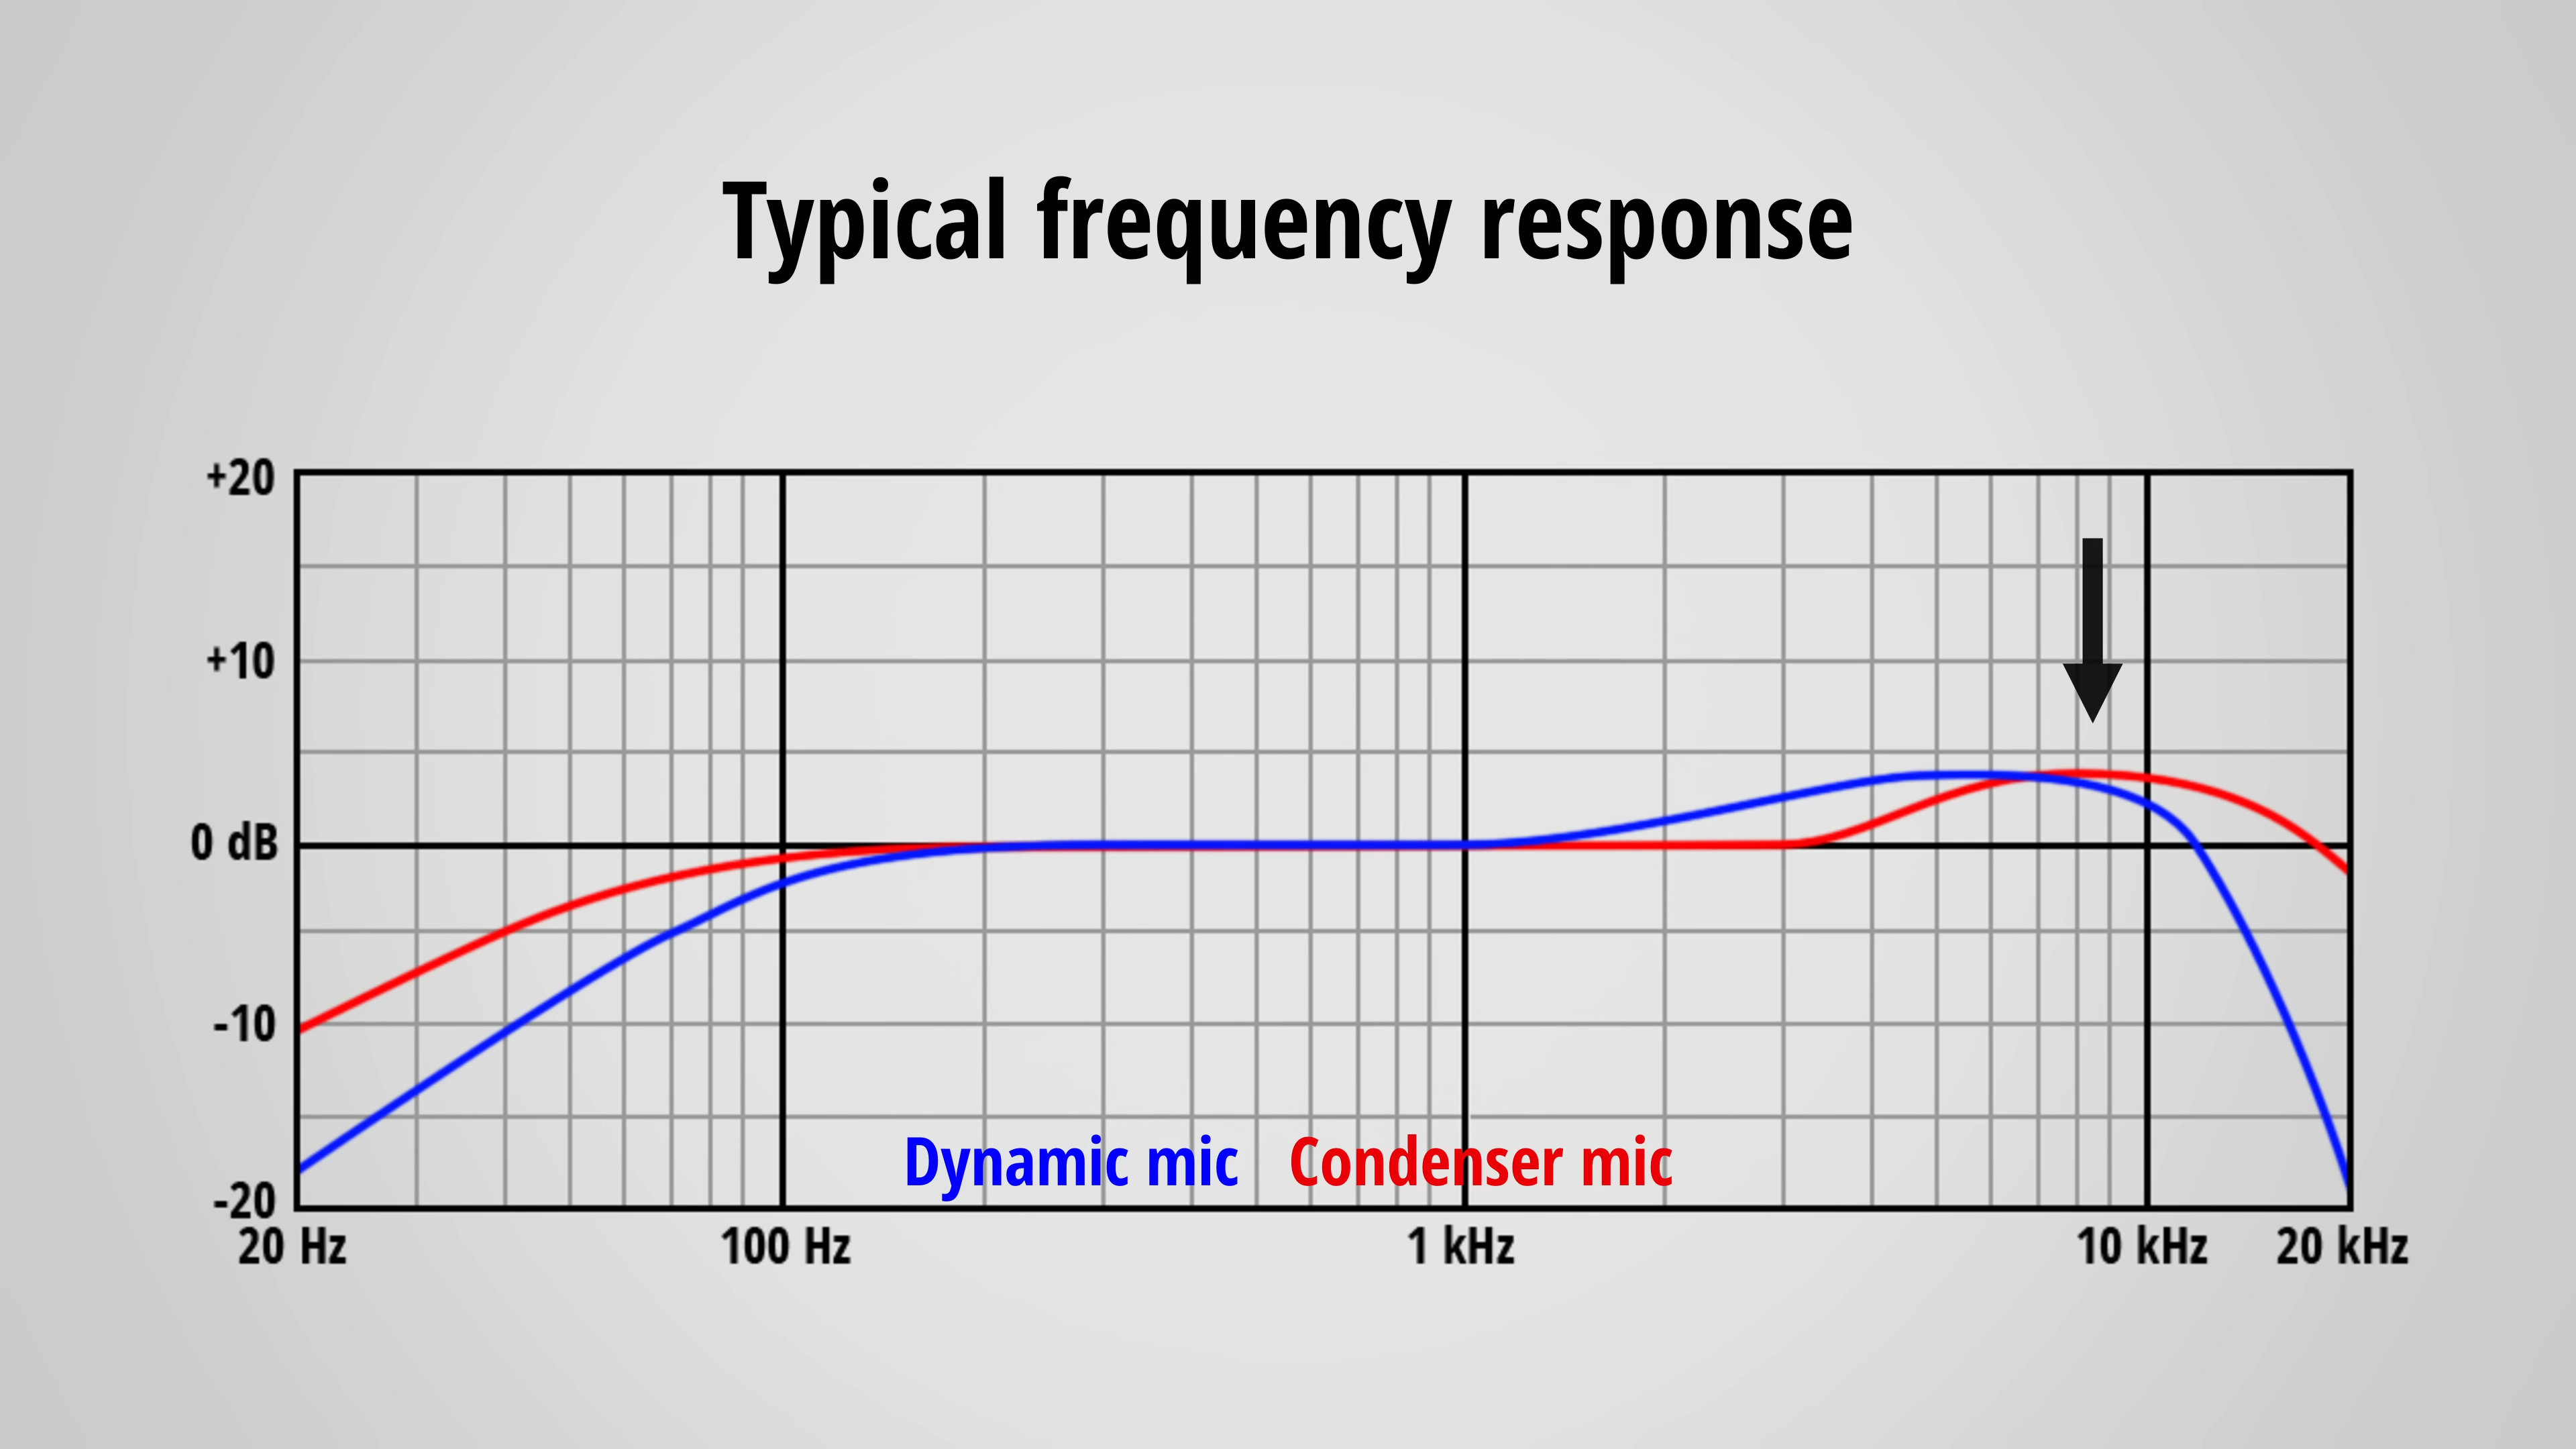 Typical frequency response
+20
+10
0 dB
-10
-20
Dynamic mic Condenser mic
20 Hz 100 Hz 1 kHz 10 kHz 20 kHz